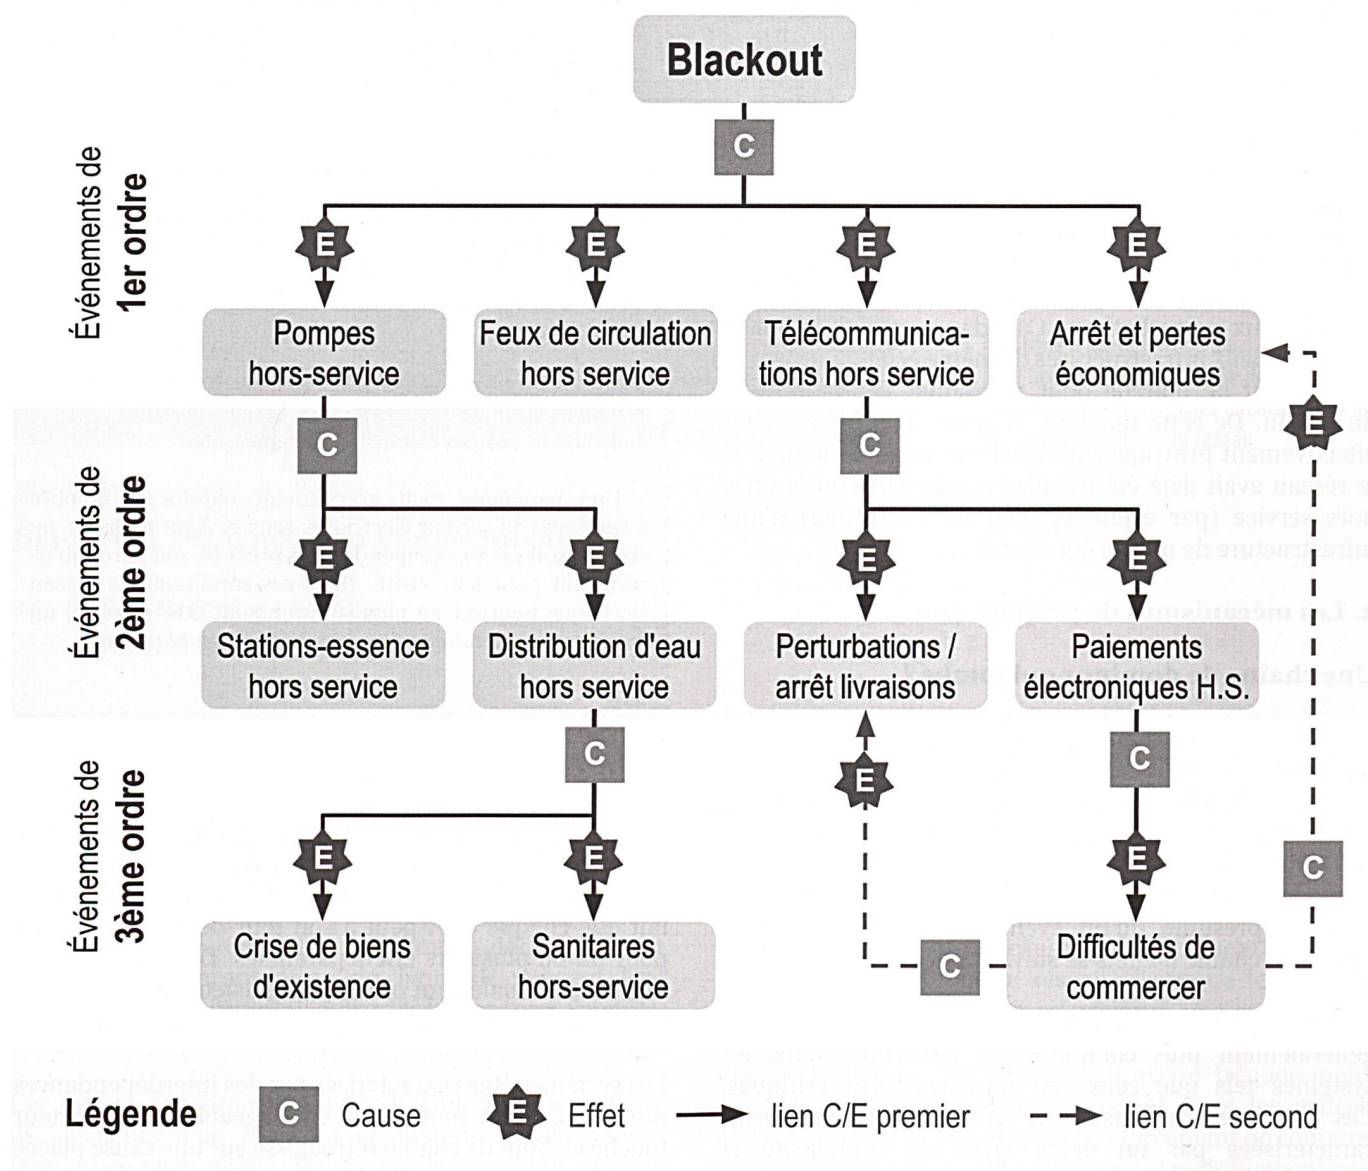 Blackout
C
Événements de
1er ordre
E
E
E
E
Pompes
hors-service
Feux de circulation
hors service
Télécommunica-
tions hors service
Arrêt et pertes
économiques
E
C
C
Événements de
2ème ordre
E
E
E
E
Stations-essence
hors service
Distribution d'eau
hors service
Perturbations /
arrêt livraisons
Paiements
électroniques H.S.
C
C
E
Événements de
3ème ordre
E
E
E
C
Crise de biens
d'existence
Sanitaires
hors-service
C
Difficultés de
commercer
Légende
C
Cause
E
Effet
lien C/E premier
lien C/E second